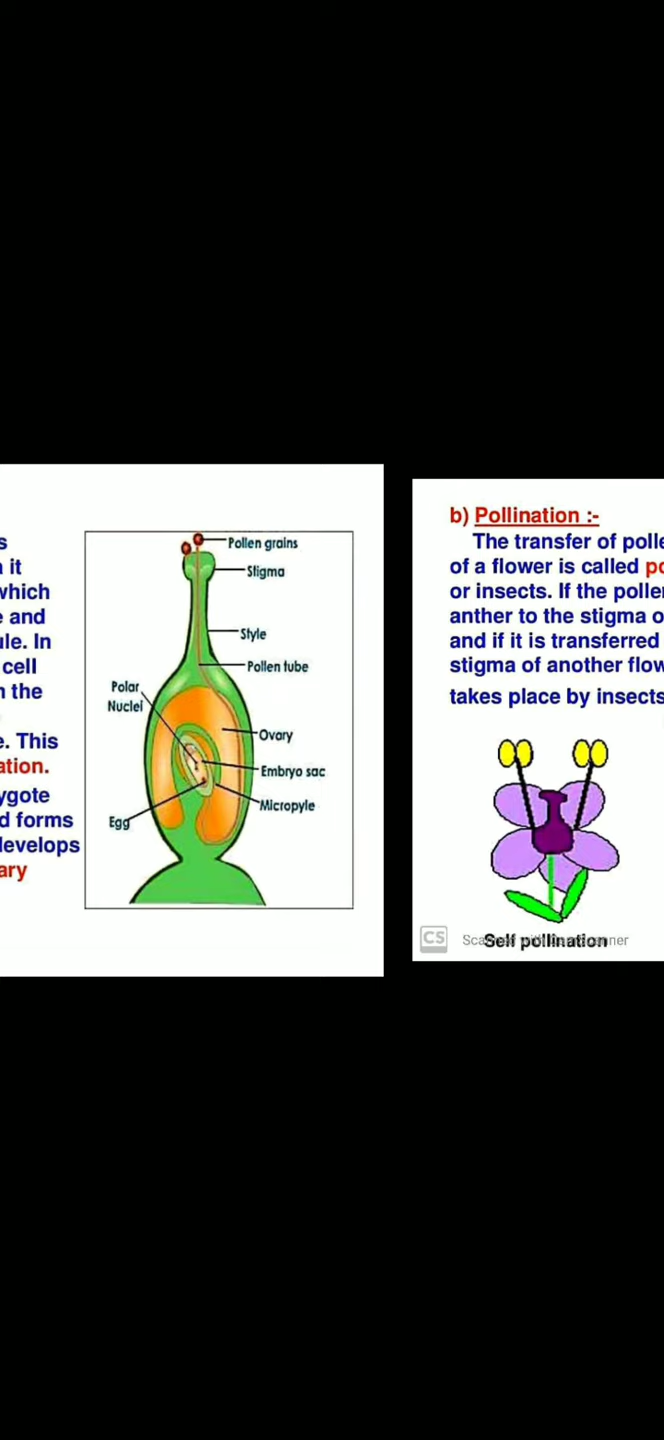 s
it
which
and
ule. In
cell
the
e. This
ation.
ygote
d forms
develops
ary
Pollen grains
Stigma
Style
Pollen tube
Polar
Nuclei
Ovary
Embryo sac
Micropyle
Egg
b) Pollination :-
The transfer of polle
of a flower is called po
or insects. If the pollen
anther to the stigma o
and if it is transferred
stigma of another flow
takes place by insects
CS
Self pollination